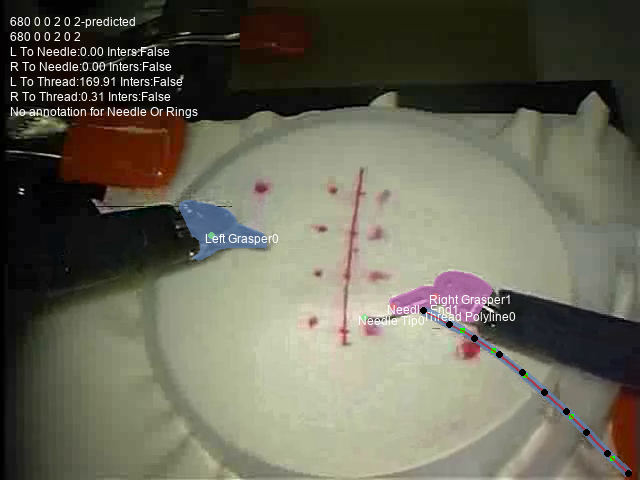 680 0 0 2 0 2-predicted
680 0 0 2 0 2
L To Needle:0.00 Inters:False
R To Needle:0.00 Inters:False
L To Thread:169.91 Inters:False
R To Thread:0.31 Inters:False
No annotation for Needle Or Rings
Left Grasper0
Right Grasper1
Needle End1
Thread Polyline0
Needle Tip0